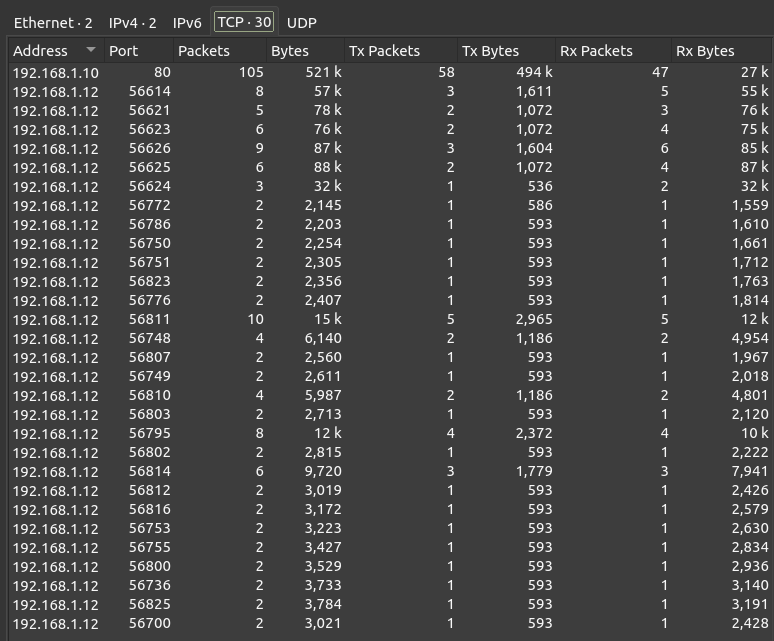 Ethernet · 2 IPv4 · 2 IPv6 TCP · 30 UDP
Address Port Packets Bytes Tx Packets Tx Bytes Rx Packets Rx Bytes
192.168.1.10 80 105 521 k 58 494 k 47 27 k
192.168.1.12 56614 8 57 k 3 1,611 5 55 k
192.168.1.12 56621 5 78 k 2 1,072 3 76 k
192.168.1.12 56623 6 76 k 2 1,072 4 75 k
192.168.1.12 56626 9 87 k 3 1,604 6 85 k
192.168.1.12 56625 6 88 k 2 1,072 4 87 k
192.168.1.12 56624 3 32 k 1 536 2 32 k
192.168.1.12 56772 2 2,145 1 586 1 1,559
192.168.1.12 56786 2 2,203 1 593 1 1,610
192.168.1.12 56750 2 2,254 1 593 1 1,661
192.168.1.12 56751 2 2,305 1 593 1 1,712
192.168.1.12 56823 2 2,356 1 593 1 1,763
192.168.1.12 56776 2 2,407 1 593 1 1,814
192.168.1.12 56811 10 15 k 5 2,965 5 12 k
192.168.1.12 56748 4 6,140 2 1,186 2 4,954
192.168.1.12 56807 2 2,560 1 593 1 1,967
192.168.1.12 56749 2 2,611 1 593 1 2,018
192.168.1.12 56810 4 5,987 2 1,186 2 4,801
192.168.1.12 56803 2 2,713 1 593 1 2,120
192.168.1.12 56795 8 12 k 4 2,372 4 10 k
192.168.1.12 56802 2 2,815 1 593 1 2,222
192.168.1.12 56814 6 9,720 3 1,779 3 7,941
192.168.1.12 56812 2 3,019 1 593 1 2,426
192.168.1.12 56816 2 3,172 1 593 1 2,579
192.168.1.12 56753 2 3,223 1 593 1 2,630
192.168.1.12 56755 2 3,427 1 593 1 2,834
192.168.1.12 56800 2 3,529 1 593 1 2,936
192.168.1.12 56736 2 3,733 1 593 1 3,140
192.168.1.12 56825 2 3,784 1 593 1 3,191
192.168.1.12 56700 2 3,021 1 593 1 2,428